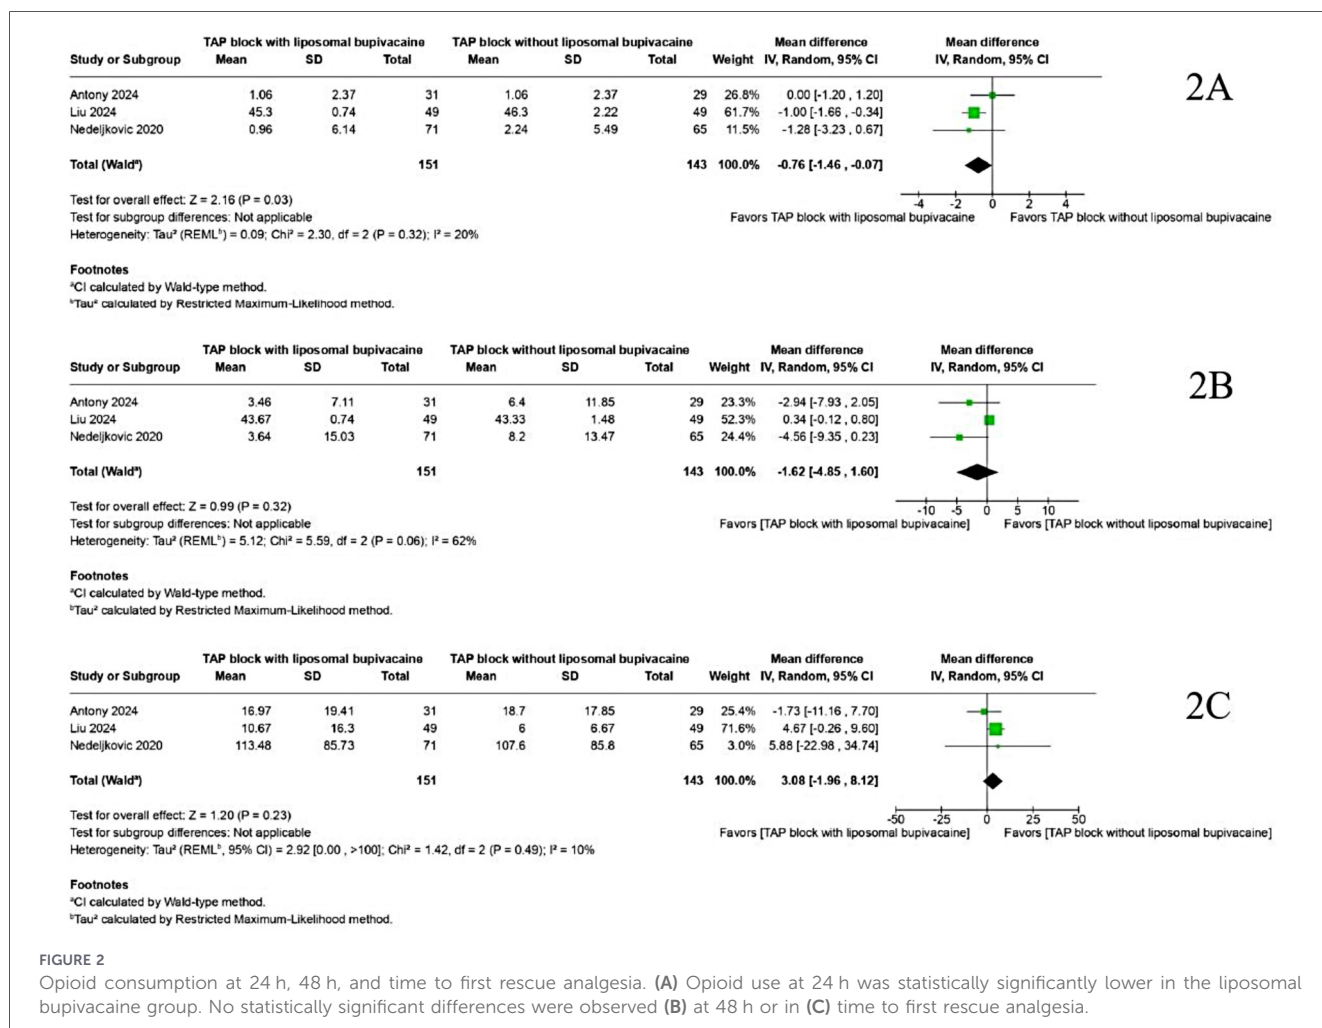 TAP block with liposomal bupivacaine TAP block without liposomal bupivacaine Mean difference Mean difference
Study or Subgroup Mean SD Total Mean SD Total Weight IV, Random, 95% CI IV, Random, 95% CI
2A
Antony 2024 1.06 2.37 31 1.06 2.37 29 26.8% 0.00 [-1.20 , 1.20]
Liu 2024 45.3 0.74 49 46.3 2.22 49 61.7% -1.00 [-1.66 , -0.34]
Nedeljkovic 2020 0.96 6.14 71 2.24 5.49 65 11.5% -1.28 [-3.23 , 0.67]
Total (Waldᵃ) 151 143 100.0% -0.76 [-1.46 , -0.07]
Test for overall effect: Z = 2.16 (P = 0.03)
-4 -2 0 2 4
Test for subgroup differences: Not applicable
Favors TAP block with liposomal bupivacaine Favors TAP block without liposomal bupivacaine
Heterogeneity: Tau² (REMLᵇ) = 0.09; Chi² = 2.30, df = 2 (P = 0.32); I² = 20%
Footnotes
ᵃCI calculated by Wald-type method.
ᵇTau² calculated by Restricted Maximum-Likelihood method.
TAP block with liposomal bupivacaine TAP block without liposomal bupivacaine Mean difference Mean difference
Study or Subgroup Mean SD Total Mean SD Total Weight IV, Random, 95% CI IV, Random, 95% CI
2B
Antony 2024 3.46 7.11 31 6.4 11.85 29 23.3% -2.94 [-7.93 , 2.05]
Liu 2024 43.67 0.74 49 43.33 1.48 49 52.3% 0.34 [-0.12 , 0.80]
Nedeljkovic 2020 3.64 15.03 71 8.2 13.47 65 24.4% -4.56 [-9.35 , 0.23]
Total (Waldᵃ) 151 143 100.0% -1.62 [-4.85 , 1.60]
Test for overall effect: Z = 0.99 (P = 0.32)
-10 -5 0 5 10
Test for subgroup differences: Not applicable
Favors [TAP block with liposomal bupivacaine] Favors [TAP block without liposomal bupivacaine]
Heterogeneity: Tau² (REMLᵇ) = 5.12; Chi² = 5.59, df = 2 (P = 0.06); I² = 62%
Footnotes
ᵃCI calculated by Wald-type method.
ᵇTau² calculated by Restricted Maximum-Likelihood method.
TAP block with liposomal bupivacaine TAP block without liposomal bupivacaine Mean difference Mean difference
Study or Subgroup Mean SD Total Mean SD Total Weight IV, Random, 95% CI IV, Random, 95% CI
2C
Antony 2024 16.97 19.41 31 18.7 17.85 29 25.4% -1.73 [-11.16 , 7.70]
Liu 2024 10.67 16.3 49 6 6.67 49 71.6% 4.67 [-0.26 , 9.60]
Nedeljkovic 2020 113.48 85.73 71 107.6 85.8 65 3.0% 5.88 [-22.98 , 34.74]
Total (Waldᵃ) 151 143 100.0% 3.08 [-1.96 , 8.12]
Test for overall effect: Z = 1.20 (P = 0.23)
-50 -25 0 25 50
Test for subgroup differences: Not applicable
Favors [TAP block with liposomal bupivacaine] Favors [TAP block without liposomal bupivacaine]
Heterogeneity: Tau² (REMLᵇ, 95% CI) = 2.92 [0.00 , >100]; Chi² = 1.42, df = 2 (P = 0.49); I² = 10%
Footnotes
ᵃCI calculated by Wald-type method.
ᵇTau² calculated by Restricted Maximum-Likelihood method.
FIGURE 2
Opioid consumption at 24 h, 48 h, and time to first rescue analgesia. (A) Opioid use at 24 h was statistically significantly lower in the liposomal
bupivacaine group. No statistically significant differences were observed (B) at 48 h or in (C) time to first rescue analgesia.